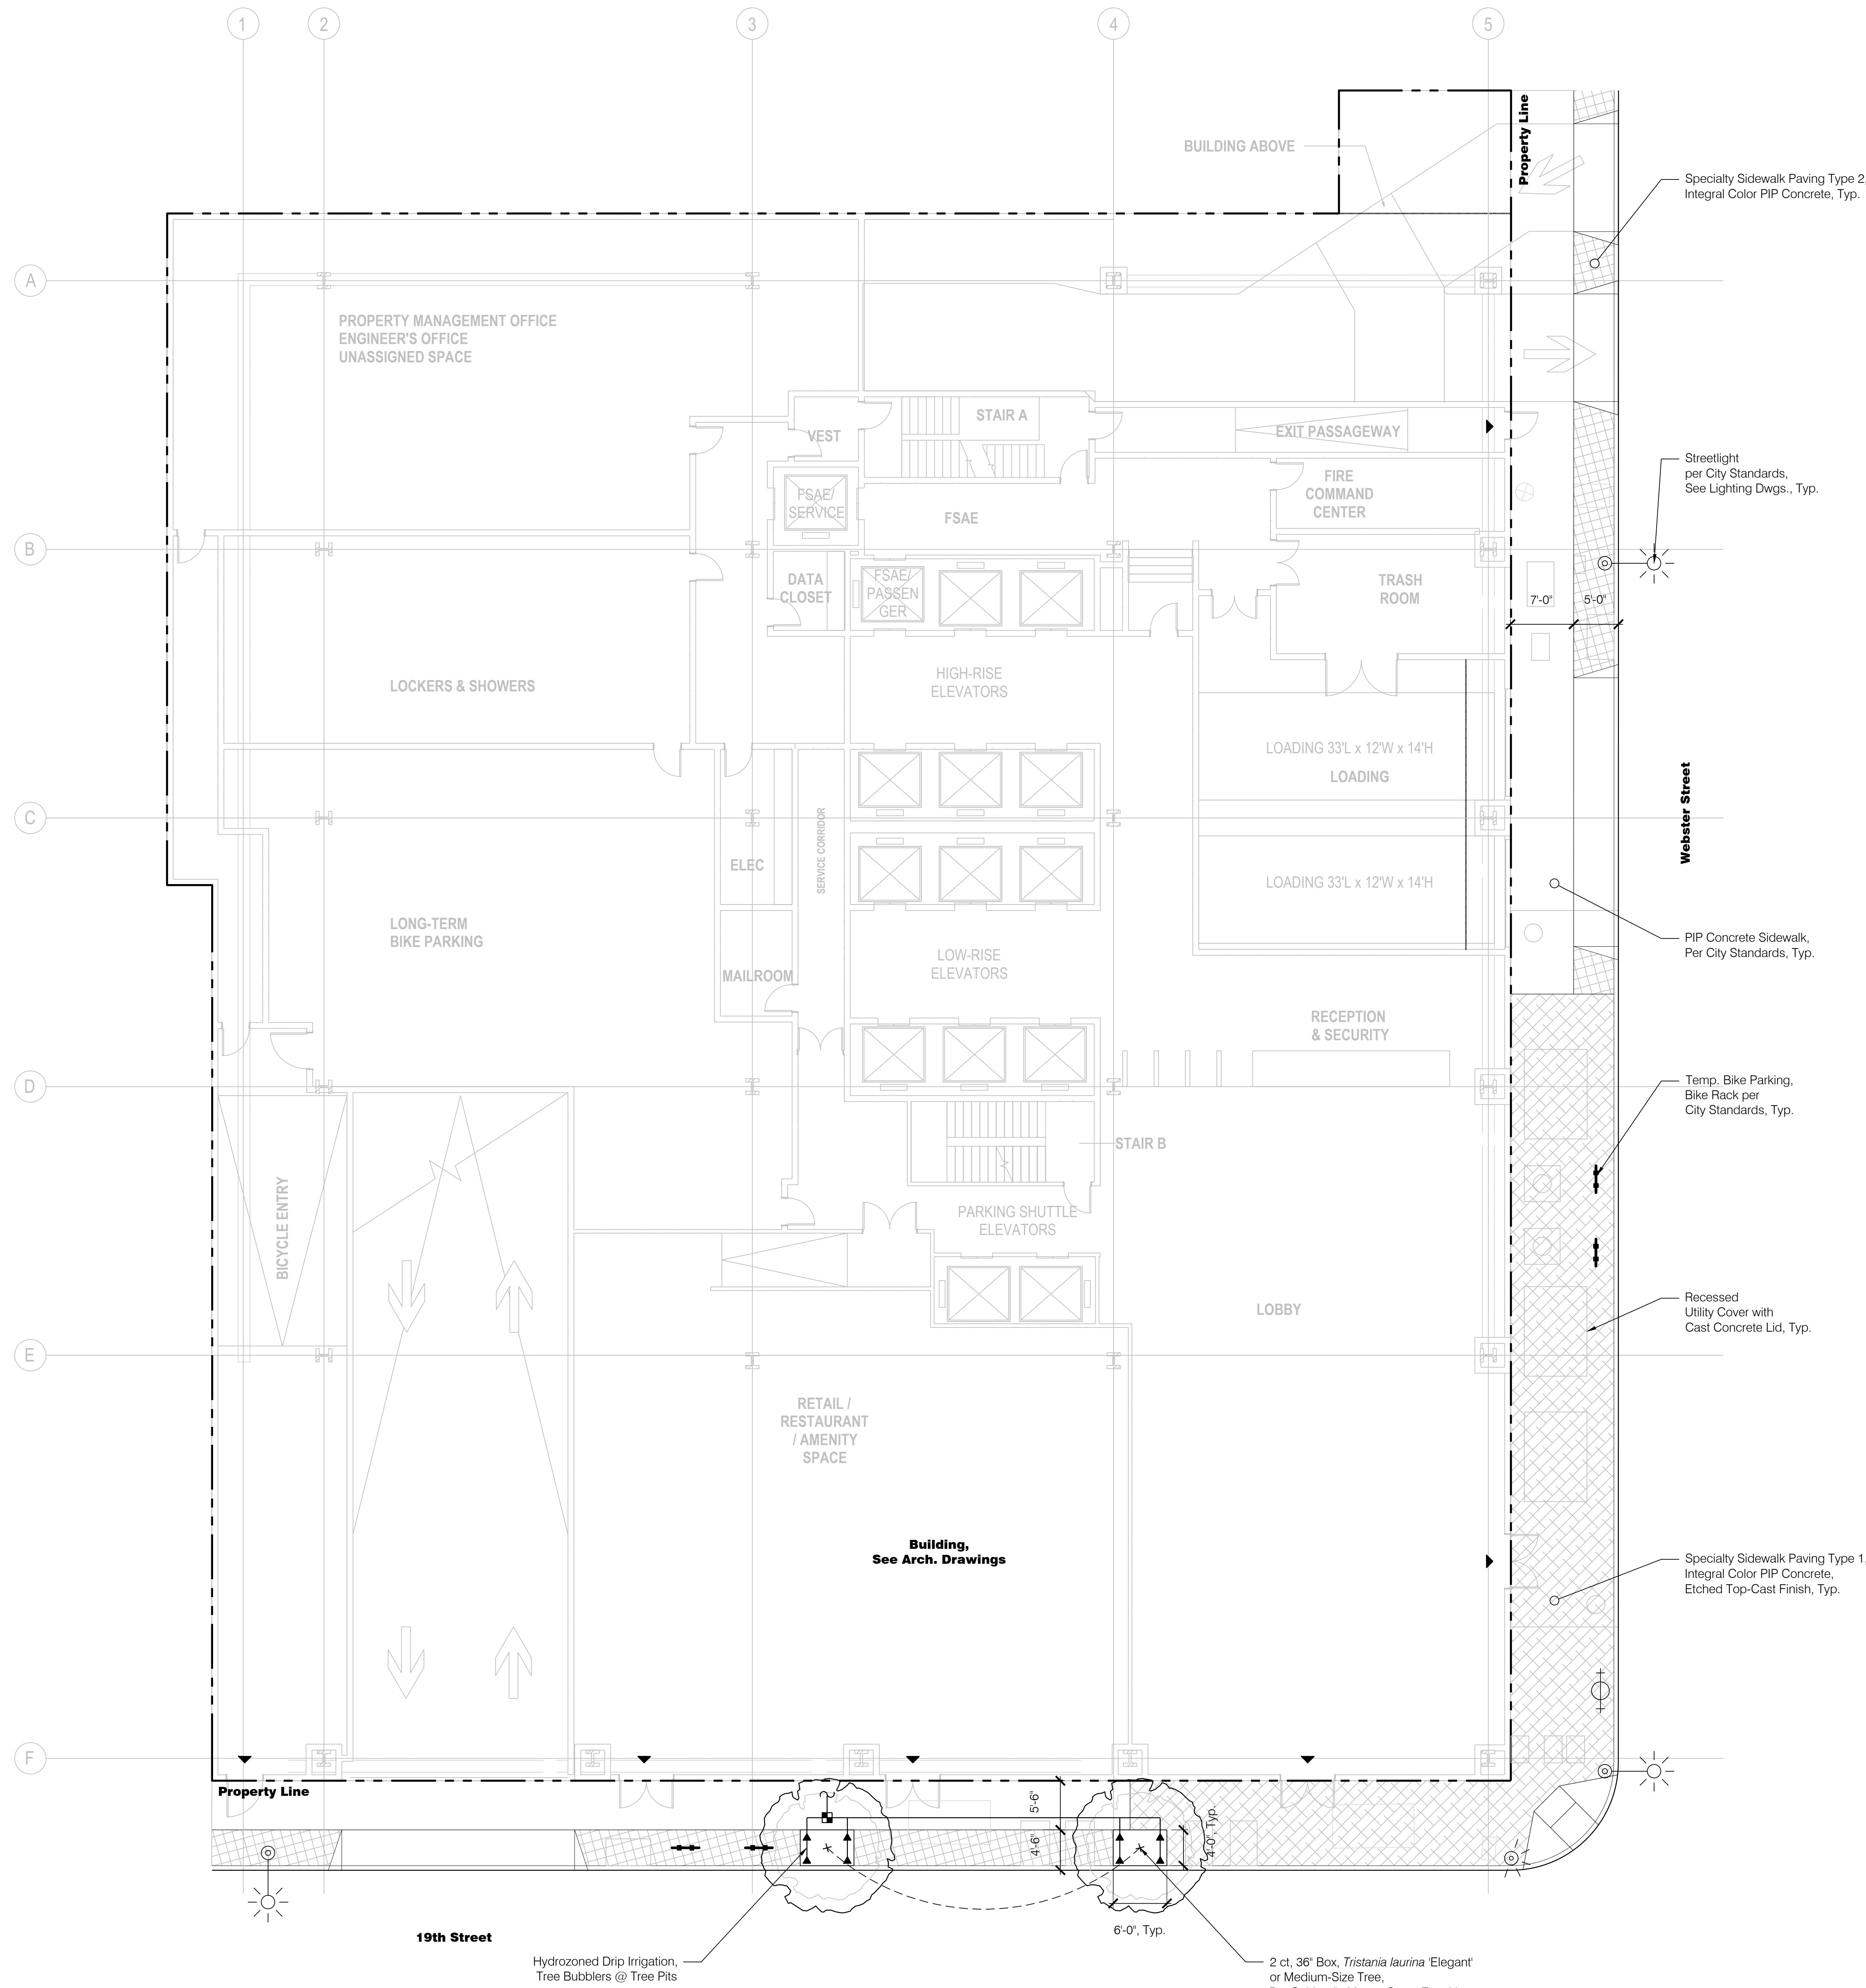 1
2
3
4
5
Property Line
BUILDING ABOVE
Specialty Sidewalk Paving Type 2,
Integral Color PIP Concrete, Typ.
A
PROPERTY MANAGEMENT OFFICE
ENGINEER'S OFFICE
UNASSIGNED SPACE
STAIR A
VEST
EXIT PASSAGEWAY
FSAE/
SERVICE
FSAE
FIRE
COMMAND
CENTER
Streetlight
per City Standards,
See Lighting Dwgs., Typ.
B
DATA
CLOSET
FSAE/
PASSEN
GER
TRASH
ROOM
7'-0"
5'-0"
LOCKERS & SHOWERS
HIGH-RISE
ELEVATORS
LOADING 33'L x 12'W x 14'H
LOADING
Webster Street
C
ELEC
SERVICE CORRIDOR
LOADING 33'L x 12'W x 14'H
LONG-TERM
BIKE PARKING
MAILROOM
LOW-RISE
ELEVATORS
PIP Concrete Sidewalk,
Per City Standards, Typ.
RECEPTION
& SECURITY
D
Temp. Bike Parking,
Bike Rack per
City Standards, Typ.
STAIR B
BICYCLE ENTRY
PARKING SHUTTLE
ELEVATORS
LOBBY
Recessed
Utility Cover with
Cast Concrete Lid, Typ.
E
RETAIL /
RESTAURANT
/ AMENITY
SPACE
Building,
See Arch. Drawings
Specialty Sidewalk Paving Type 1,
Integral Color PIP Concrete,
Etched Top-Cast Finish, Typ.
F
Property Line
5'-6"
4'-6"
4'-0", Typ.
6'-0", Typ.
19th Street
Hydrozoned Drip Irrigation,
Tree Bubblers @ Tree Pits
2 ct, 36" Box, Tristania laurina 'Elegant'
or Medium-Size Tree,